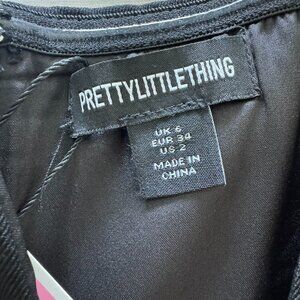 PRETTYLITTLETHING
UK 6
EUR 34
US 2
MADE IN
CHINA